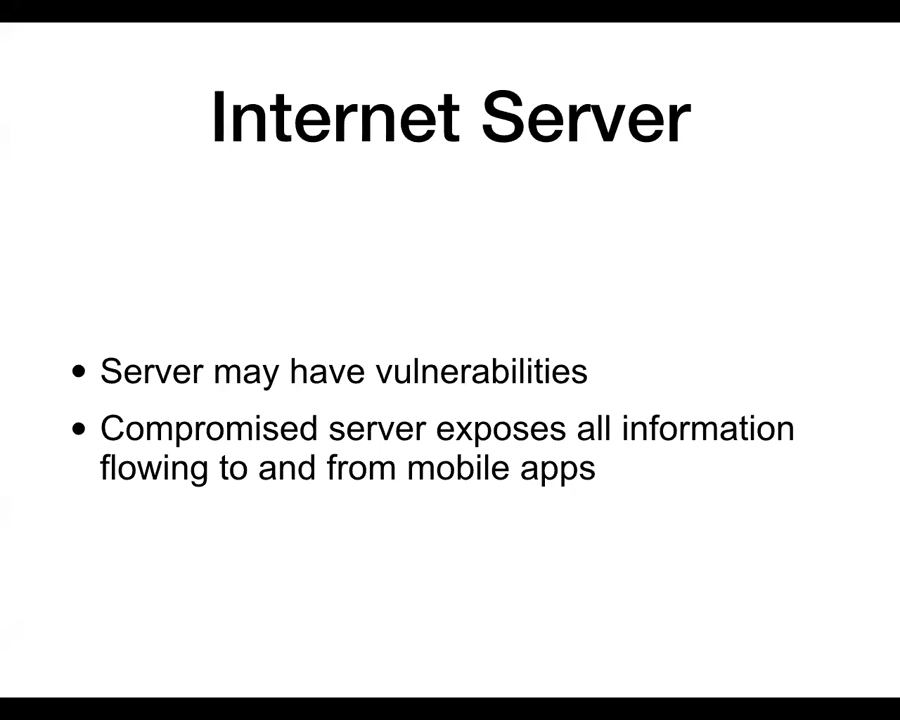 Internet Server
• Server may have vulnerabilities
• Compromised server exposes all information
flowing to and from mobile apps